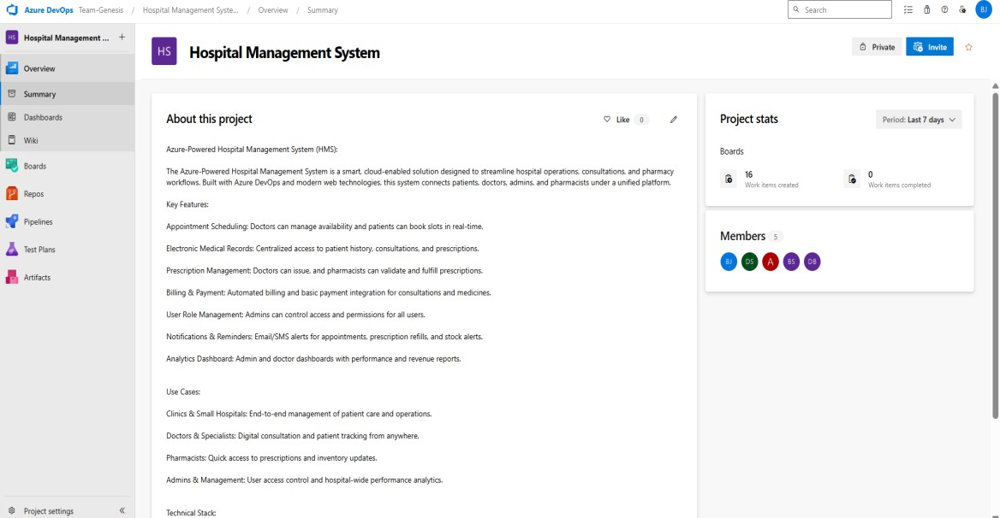 Azure DevOps Team-Genesis / Hospital Management Syste... / Overview / Summary
Search
BJ
HS Hospital Management ... +
Overview
Summary
Dashboards
Wiki
Boards
Repos
Pipelines
Test Plans
Artifacts
Project settings
HS Hospital Management System
Private
Invite
About this project
Like 0
Azure-Powered Hospital Management System (HMS):
The Azure-Powered Hospital Management System is a smart, cloud-enabled solution designed to streamline hospital operations, consultations, and pharmacy
workflows. Built with Azure DevOps and modern web technologies, this system connects patients, doctors, admins, and pharmacists under a unified platform.
Key Features:
Appointment Scheduling: Doctors can manage availability and patients can book slots in real-time.
Electronic Medical Records: Centralized access to patient history, consultations, and prescriptions.
Prescription Management: Doctors can issue, and pharmacists can validate and fulfill prescriptions.
Billing & Payment: Automated billing and basic payment integration for consultations and medicines.
User Role Management: Admins can control access and permissions for all users.
Notifications & Reminders: Email/SMS alerts for appointments, prescription refills, and stock alerts.
Analytics Dashboard: Admin and doctor dashboards with performance and revenue reports.
Use Cases:
Clinics & Small Hospitals: End-to-end management of patient care and operations.
Doctors & Specialists: Digital consultation and patient tracking from anywhere.
Pharmacists: Quick access to prescriptions and inventory updates.
Admins & Management: User access control and hospital-wide performance analytics.
Technical Stack:
Project stats
Period: Last 7 days
Boards
16
Work items created
0
Work items completed
Members 5
BJ DS A BS DB